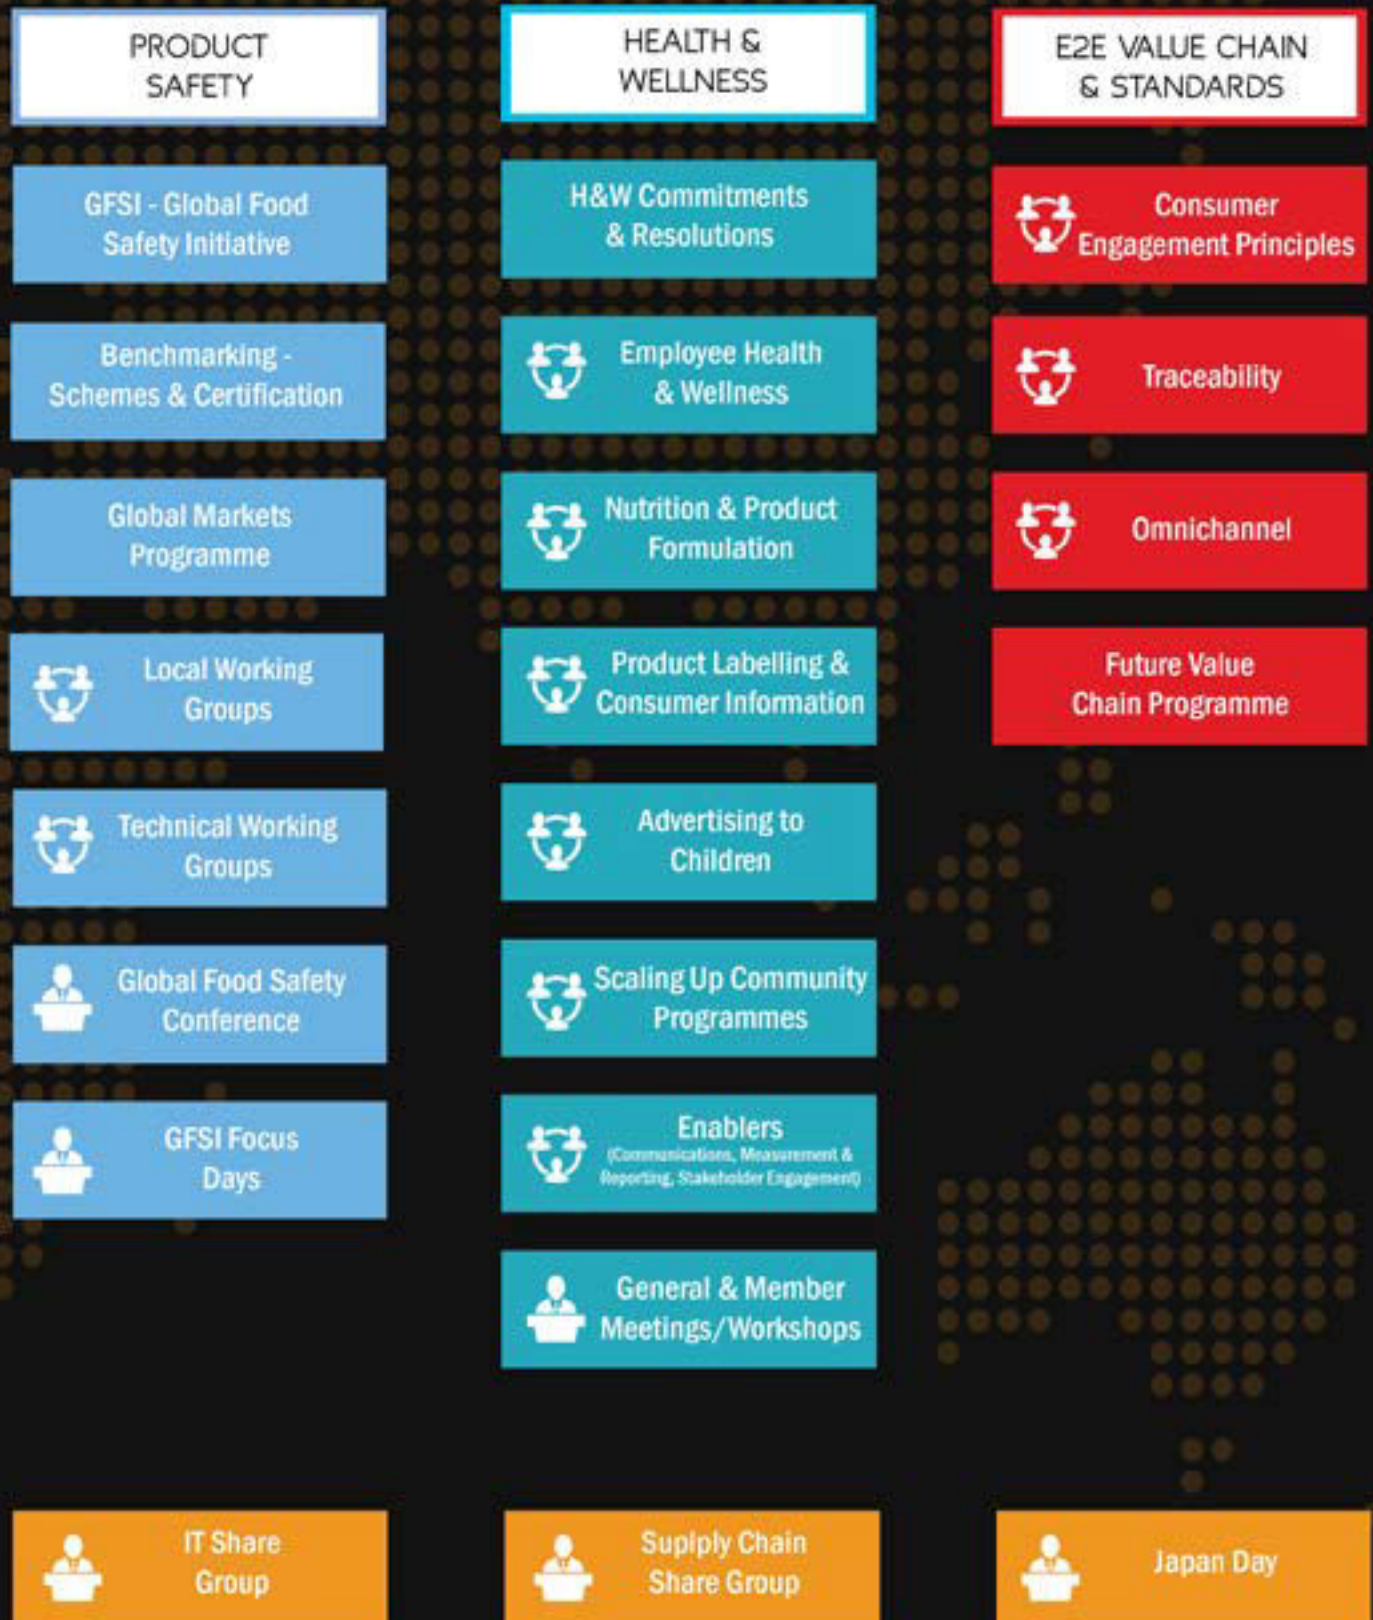 PRODUCT
SAFETY
GFSI - Global Food
Safety Initiative
Benchmarking -
Schemes & Certification
Global Markets
Programme
Local Working
Groups
Technical Working
Groups
Global Food Safety
Conference
GFSI Focus
Days
HEALTH &
WELLNESS
H&W Commitments
& Resolutions
Employee Health
& Wellness
Nutrition & Product
Formulation
Product Labelling &
Consumer Information
Advertising to
Children
Scaling Up Community
Programmes
Enablers
(Communications, Measurement &
Reporting, Stakeholder Engagement)
General & Member
Meetings/Workshops
E2E VALUE CHAIN
& STANDARDS
Consumer
Engagement Principles
Traceability
Omnichannel
Future Value
Chain Programme
IT Share
Group
Suplply Chain
Share Group
Japan Day